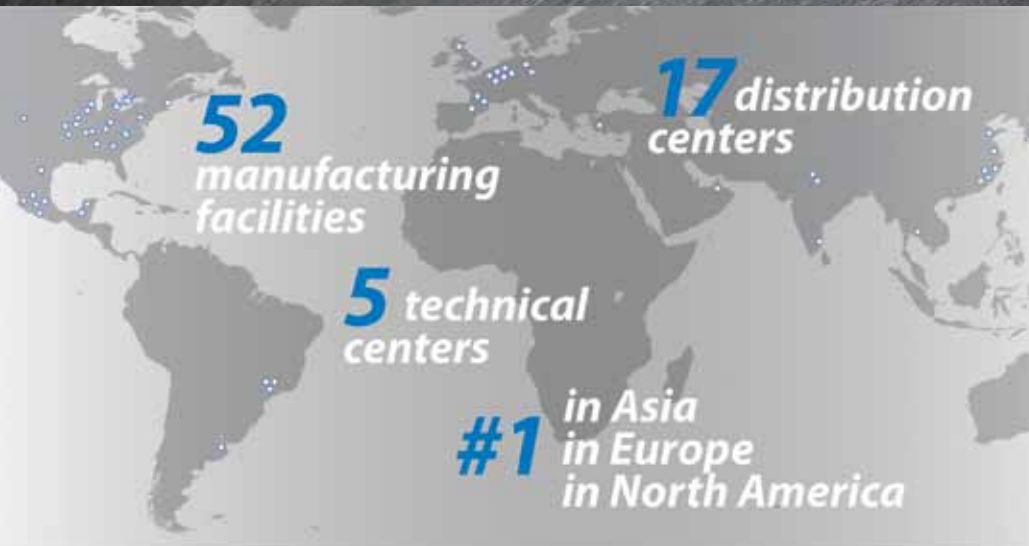 52
manufacturing
facilities
17 distribution
centers
5 technical
centers
#1 in Asia
in Europe
in North America